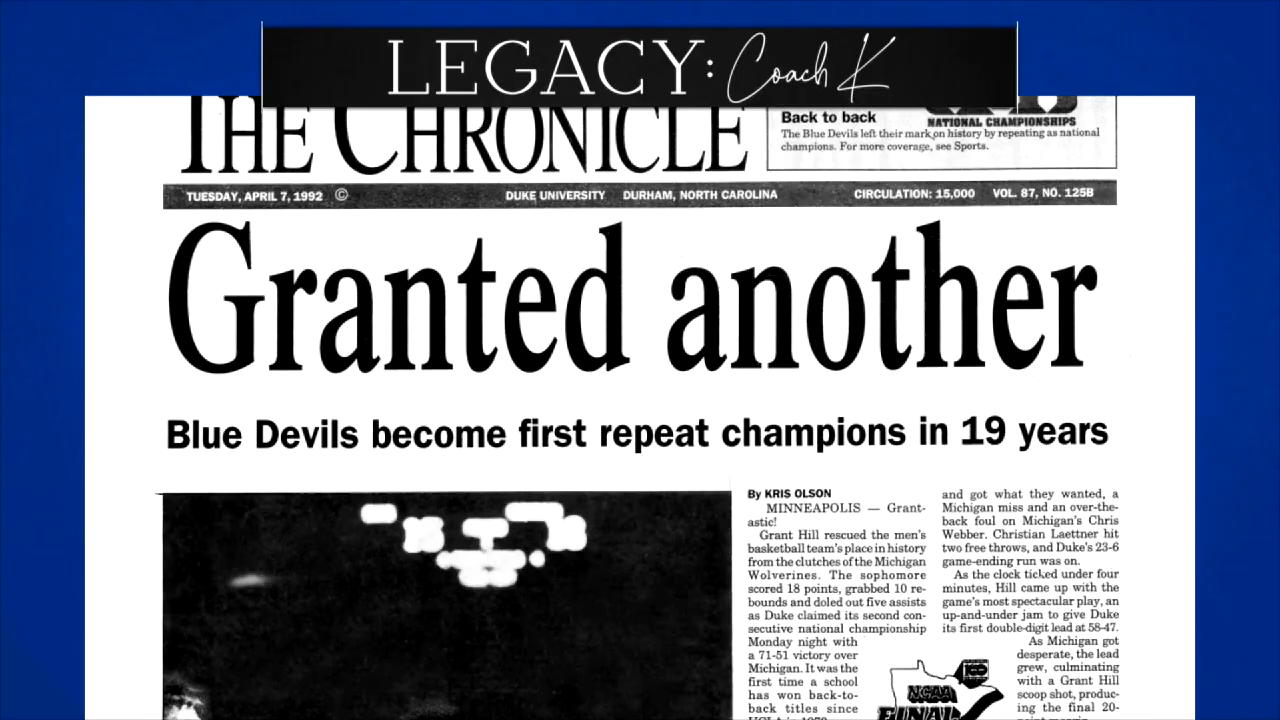 LEGACY: Coach K
THE CHRONICLE
Back to back
The Blue Devils left their mark on history by repeating as national
champions. For more coverage, see Sports.
NATIONAL CHAMPIONSHIPS
TUESDAY, APRIL 7, 1992 © DUKE UNIVERSITY DURHAM, NORTH CAROLINA CIRCULATION: 15,000 VOL. 87, NO. 125B
Granted another
Blue Devils become first repeat champions in 19 years
By KRIS OLSON
MINNEAPOLIS — Grant-
astic!
Grant Hill rescued the men's
basketball team's place in history
from the clutches of the Michigan
Wolverines. The sophomore
scored 18 points, grabbed 10 re-
bounds and doled out five assists
as Duke claimed its second con-
secutive national championship
Monday night with
a 71-51 victory over
Michigan. It was the
first time a school
has won back-to-
back titles since
and got what they wanted, a
Michigan miss and an over-the-
back foul on Michigan's Chris
Webber. Christian Laettner hit
two free throws, and Duke's 23-6
game-ending run was on.
As the clock ticked under four
minutes, Hill came up with the
game's most spectacular play, an
up-and-under jam to give Duke
its first double-digit lead at 58-47.
As Michigan got
desperate, the lead
grew, culminating
with a Grant Hill
scoop shot, produc-
ing the final 20-
NCAA
FINAL